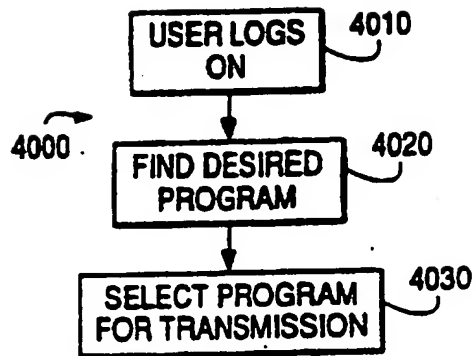 USER LOGS
ON
4010
4000
FIND DESIRED
PROGRAM
4020
SELECT PROGRAM
FOR TRANSMISSION
4030